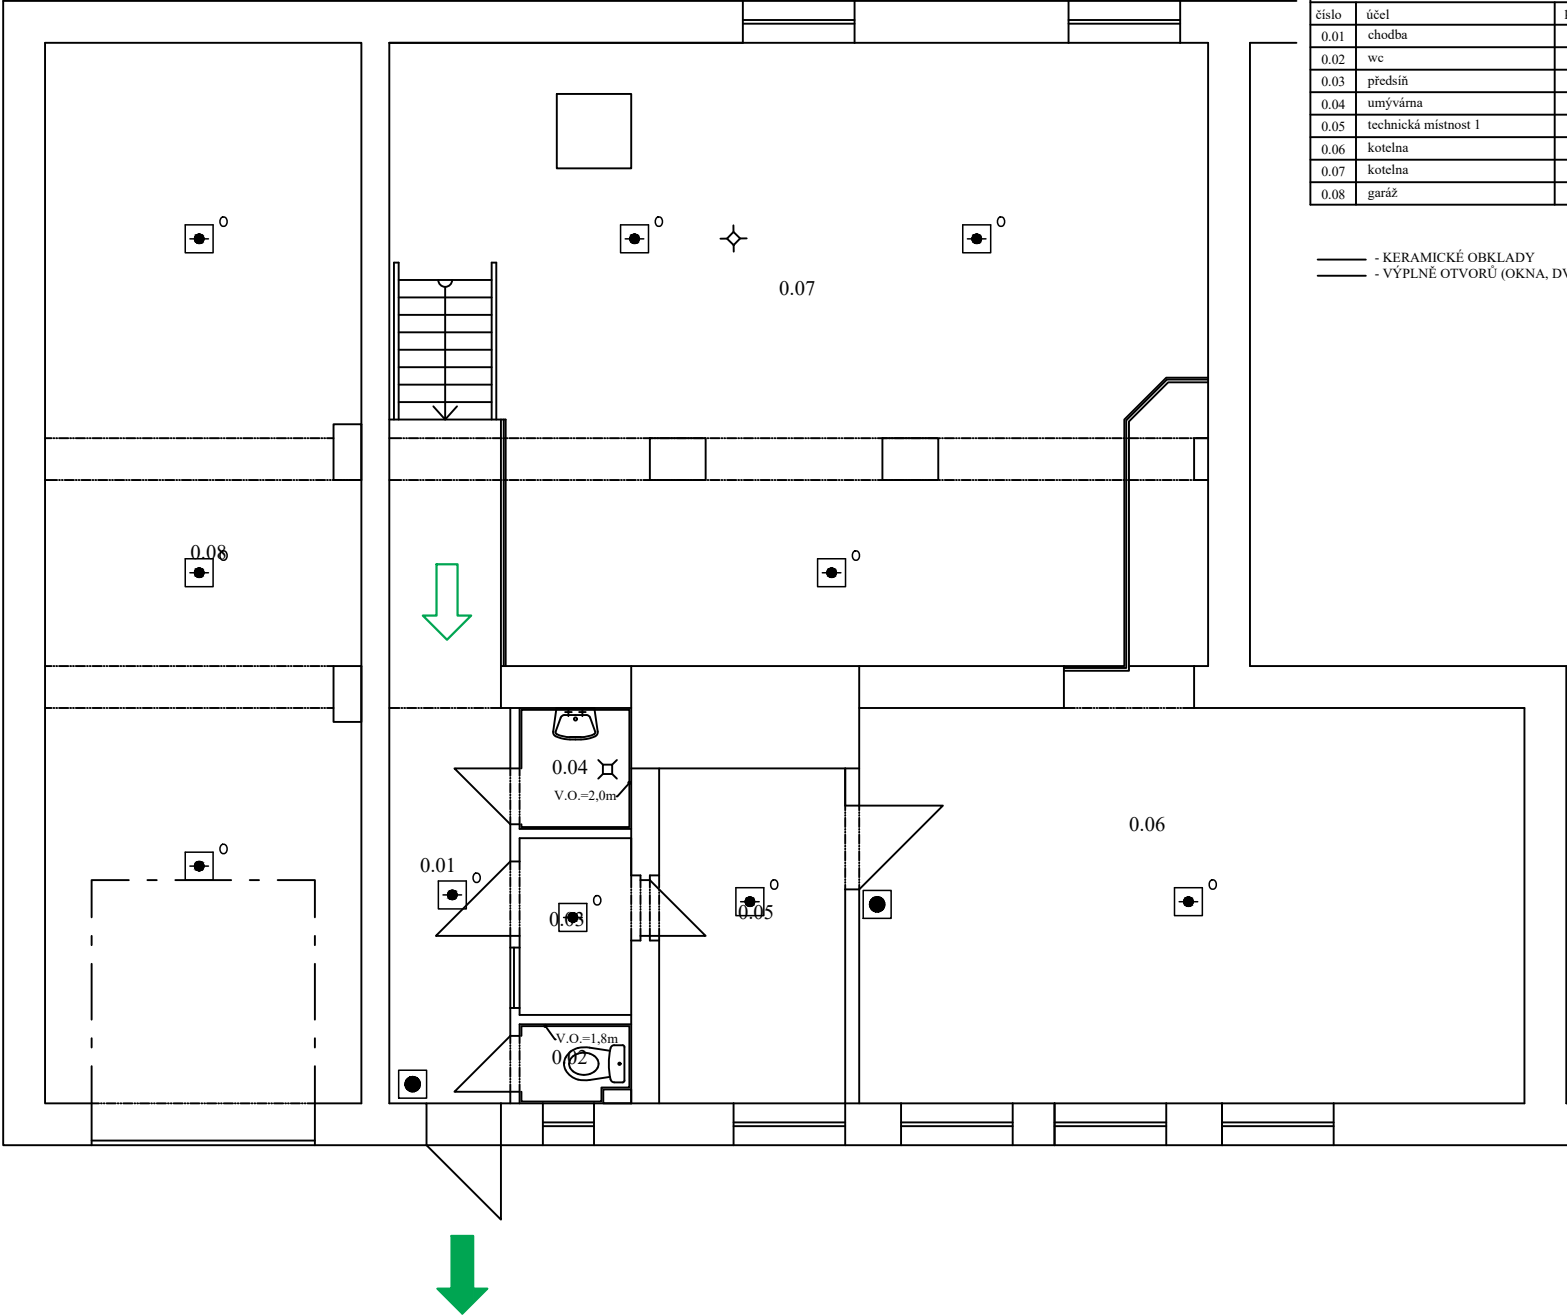 číslo účel
0.01 chodba
0.02 wc
0.03 předsíň
0.04 umývárna
0.05 technická místnost 1
0.06 kotelna
0.07 kotelna
0.08 garáž
- KERAMICKÉ OBKLADY
- VÝPLNĚ OTVORŮ (OKNA, DV
0.07
0.08
0.04
V.O.=2,0m
0.06
0.01
0.03
0.05
V.O.=1,8m
0.02